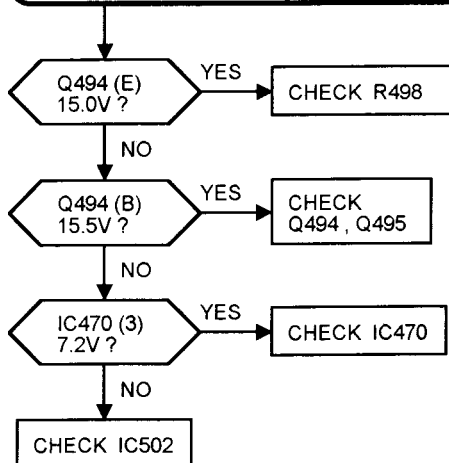 Q494 (E)
15.0V ?
YES
CHECK R498
NO
Q494 (B)
15.5V ?
YES
CHECK
Q494 , Q495
NO
IC470 (3)
7.2V ?
YES
CHECK IC470
NO
CHECK IC502